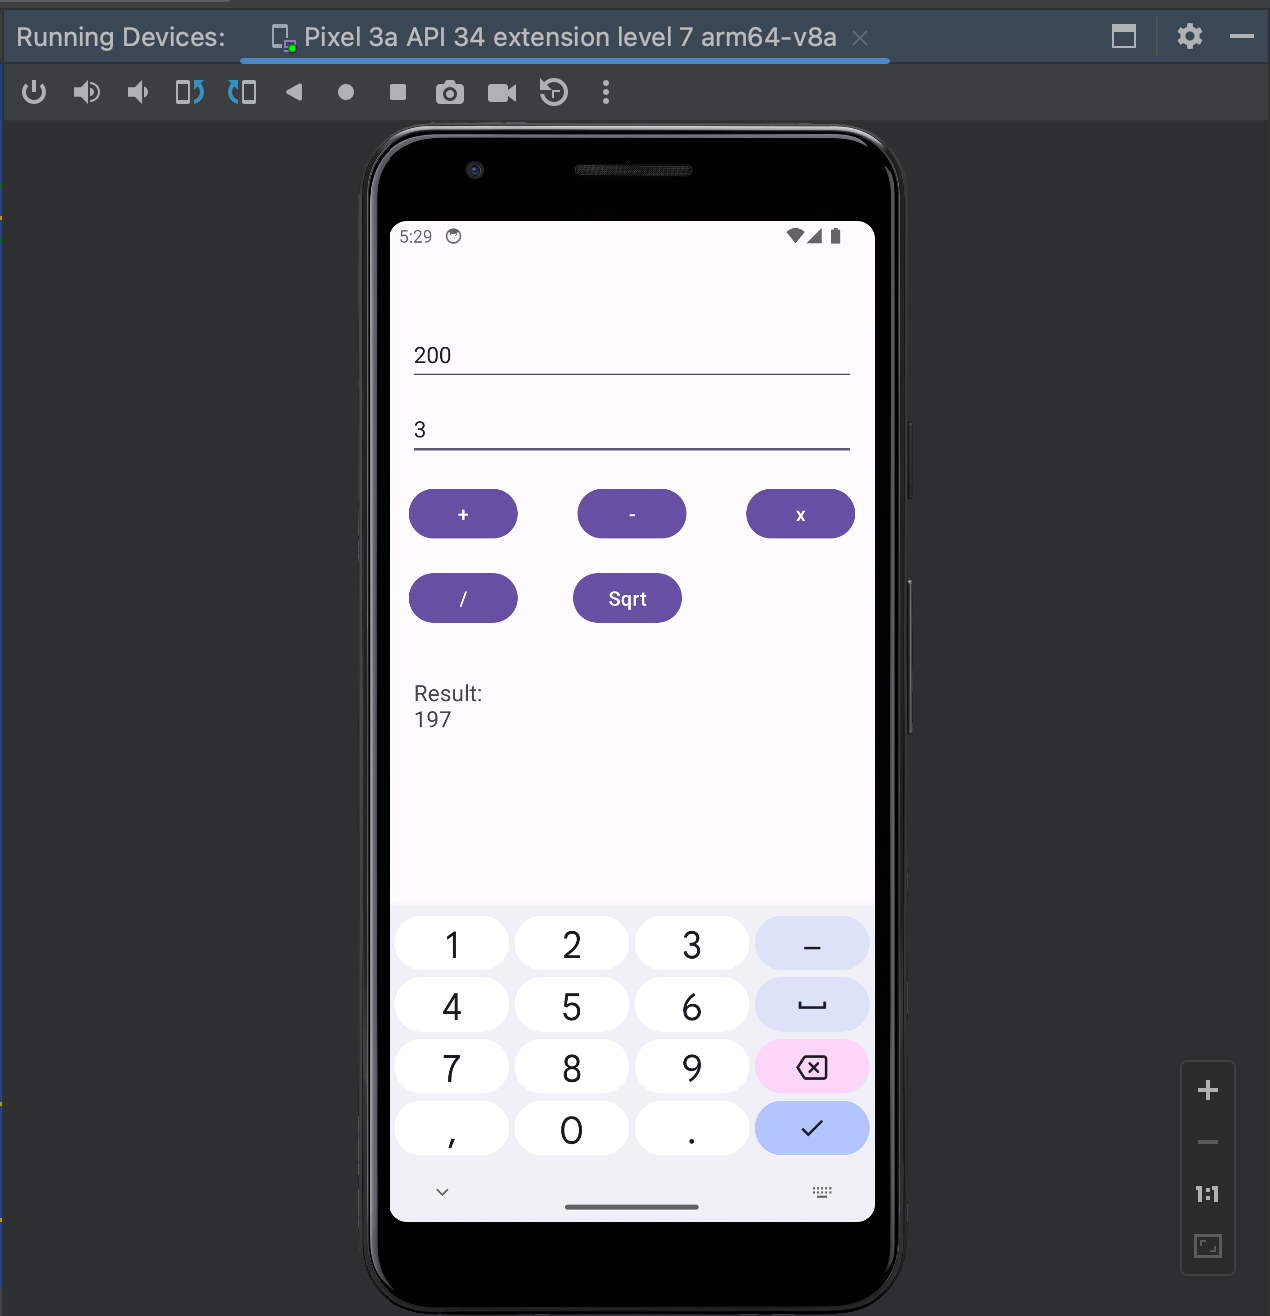 Running Devices: Pixel 3a API 34 extension level 7 arm64-v8a
5:29
200
3
+ - x
/ Sqrt
Result:
197
1 2 3 –
4 5 6
7 8 9
, 0 .
1:1